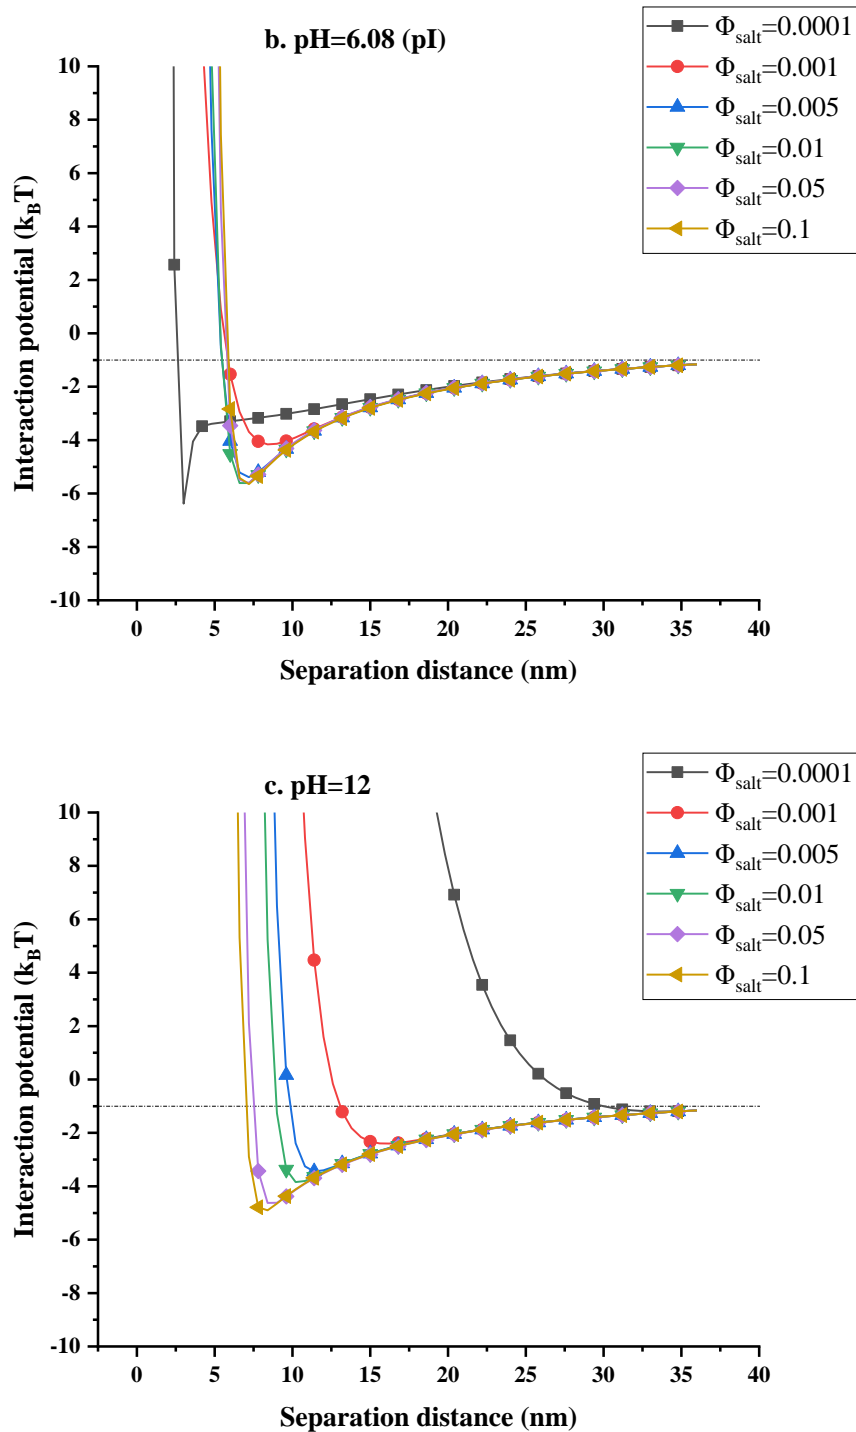 b. pH=6.08 (pI)
Φsalt=0.0001
Φsalt=0.001
Φsalt=0.005
Φsalt=0.01
Φsalt=0.05
Φsalt=0.1
10
8
6
4
2
0
-2
-4
-6
-8
-10
Interaction potential (kBT)
0 5 10 15 20 25 30 35 40
Separation distance (nm)
c. pH=12
Φsalt=0.0001
Φsalt=0.001
Φsalt=0.005
Φsalt=0.01
Φsalt=0.05
Φsalt=0.1
10
8
6
4
2
0
-2
-4
-6
-8
-10
Interaction potential (kBT)
0 5 10 15 20 25 30 35 40
Separation distance (nm)